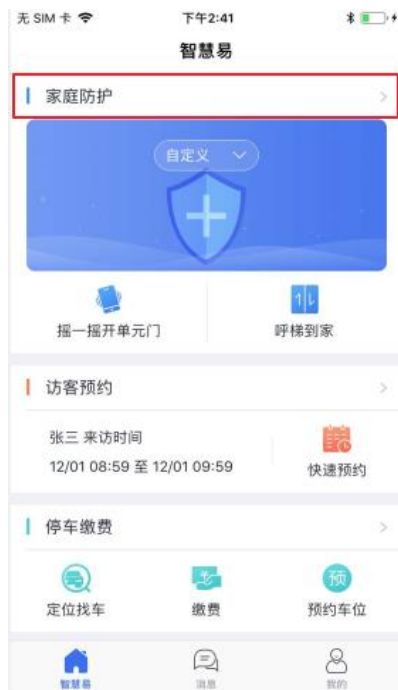 无 SIM 卡 下午2:41
智慧易
家庭防护
自定义
摇一摇开单元门 呼梯到家
访客预约
张三 来访时间
12/01 08:59 至 12/01 09:59
快速预约
停车缴费
预
定位找车 缴费 预约车位
智慧易 消息 我的